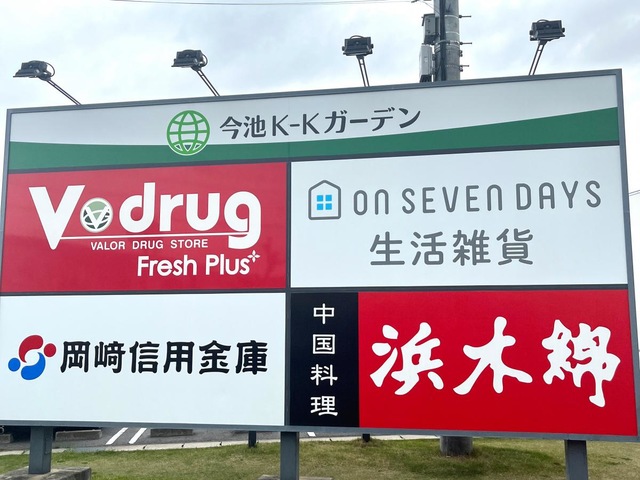 今池K-Kガーデン
V drug
VALOR DRUG STORE
Fresh Plus+
on SEVEN DAYS
生活雑貨
岡﨑信用金庫
中国料理
浜木綿